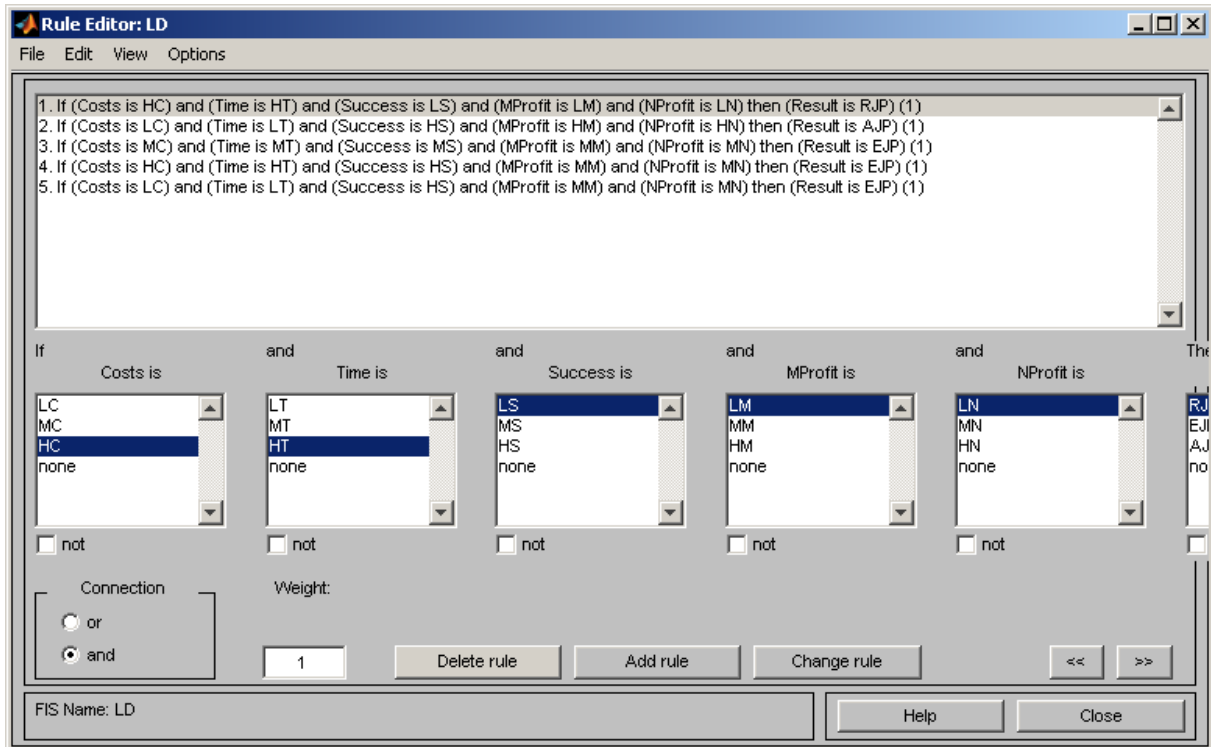 Rule Editor: LD
File Edit View Options
1. If (Costs is HC) and (Time is HT) and (Success is LS) and (MProfit is LM) and (NProfit is LN) then (Result is RJP) (1)
2. If (Costs is LC) and (Time is LT) and (Success is HS) and (MProfit is HM) and (NProfit is HN) then (Result is AJP) (1)
3. If (Costs is MC) and (Time is MT) and (Success is MS) and (MProfit is MM) and (NProfit is MN) then (Result is EJP) (1)
4. If (Costs is HC) and (Time is HT) and (Success is HS) and (MProfit is MM) and (NProfit is MN) then (Result is EJP) (1)
5. If (Costs is LC) and (Time is LT) and (Success is HS) and (MProfit is MM) and (NProfit is MN) then (Result is EJP) (1)
If and and and and The
Costs is Time is Success is MProfit is NProfit is
LC LT LS LM LN RJ
MC MT MS MM MN EJ
HC HT HS HM HN AJ
none none none none none no
not not not not not
Connection Weight:
or
and 1 Delete rule Add rule Change rule << >>
FIS Name: LD Help Close